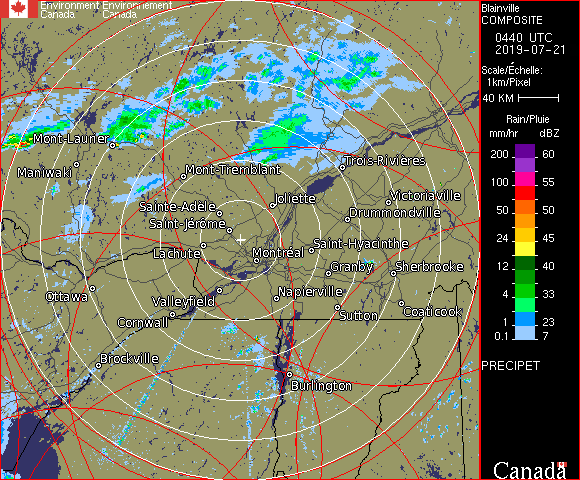 Environment Environnement
Canada Canada
Blainville
COMPOSITE
0440 UTC
2019-07-21
Scale/Échelle:
1km/Pixel
40 KM
Rain/Pluie
mm/hr dBZ
200 60
100 55
50 50
24 45
12 40
4 33
1 23
0.1 7
PRECIPET
Canada
Mont-Laurier
Maniwaki
Mont-Tremblant
Trois-Rivières
Sainte-Adèle
Joliette
Victoriaville
Drummondville
Saint-Jérôme
Lachute
Montréal
Saint-Hyacinthe
Granby
Sherbrooke
Ottawa
Valleyfield
Napierville
Cornwall
Sutton
Coaticook
Brockville
Burlington